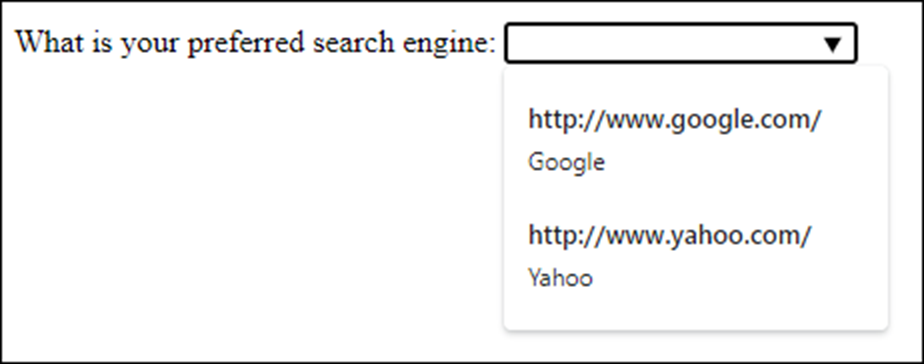 What is your preferred search engine:
http://www.google.com/
Google
http://www.yahoo.com/
Yahoo